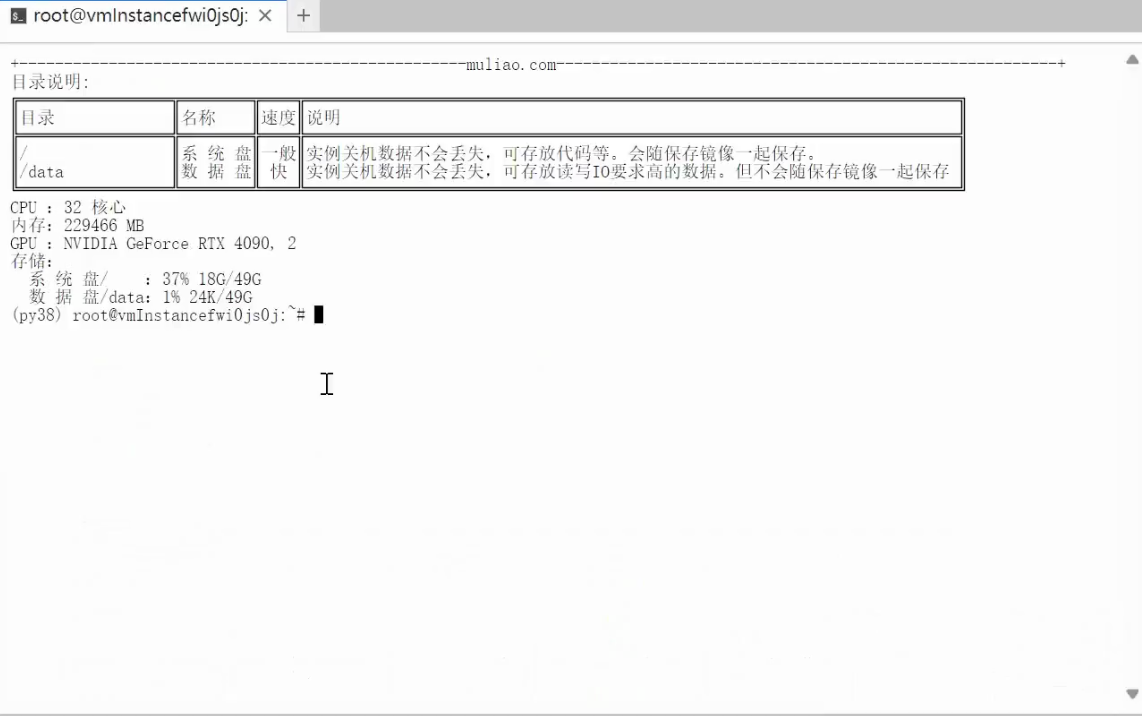 root@vmInstancefwi0js0j:
+--------------------------------------------------muliao.com--------------------------------------------------------+
目录说明:
目录 名称 速度 说明
/ 系 统 盘 一般 实例关机数据不会丢失，可存放代码等。会随保存镜像一起保存。
/data 数 据 盘 快 实例关机数据不会丢失，可存放读写IO要求高的数据。但不会随保存镜像一起保存
CPU : 32 核心
内存: 229466 MB
GPU : NVIDIA GeForce RTX 4090, 2
存储:
系 统 盘/ : 37% 18G/49G
数 据 盘/data: 1% 24K/49G
(py38) root@vmInstancefwi0js0j:~#